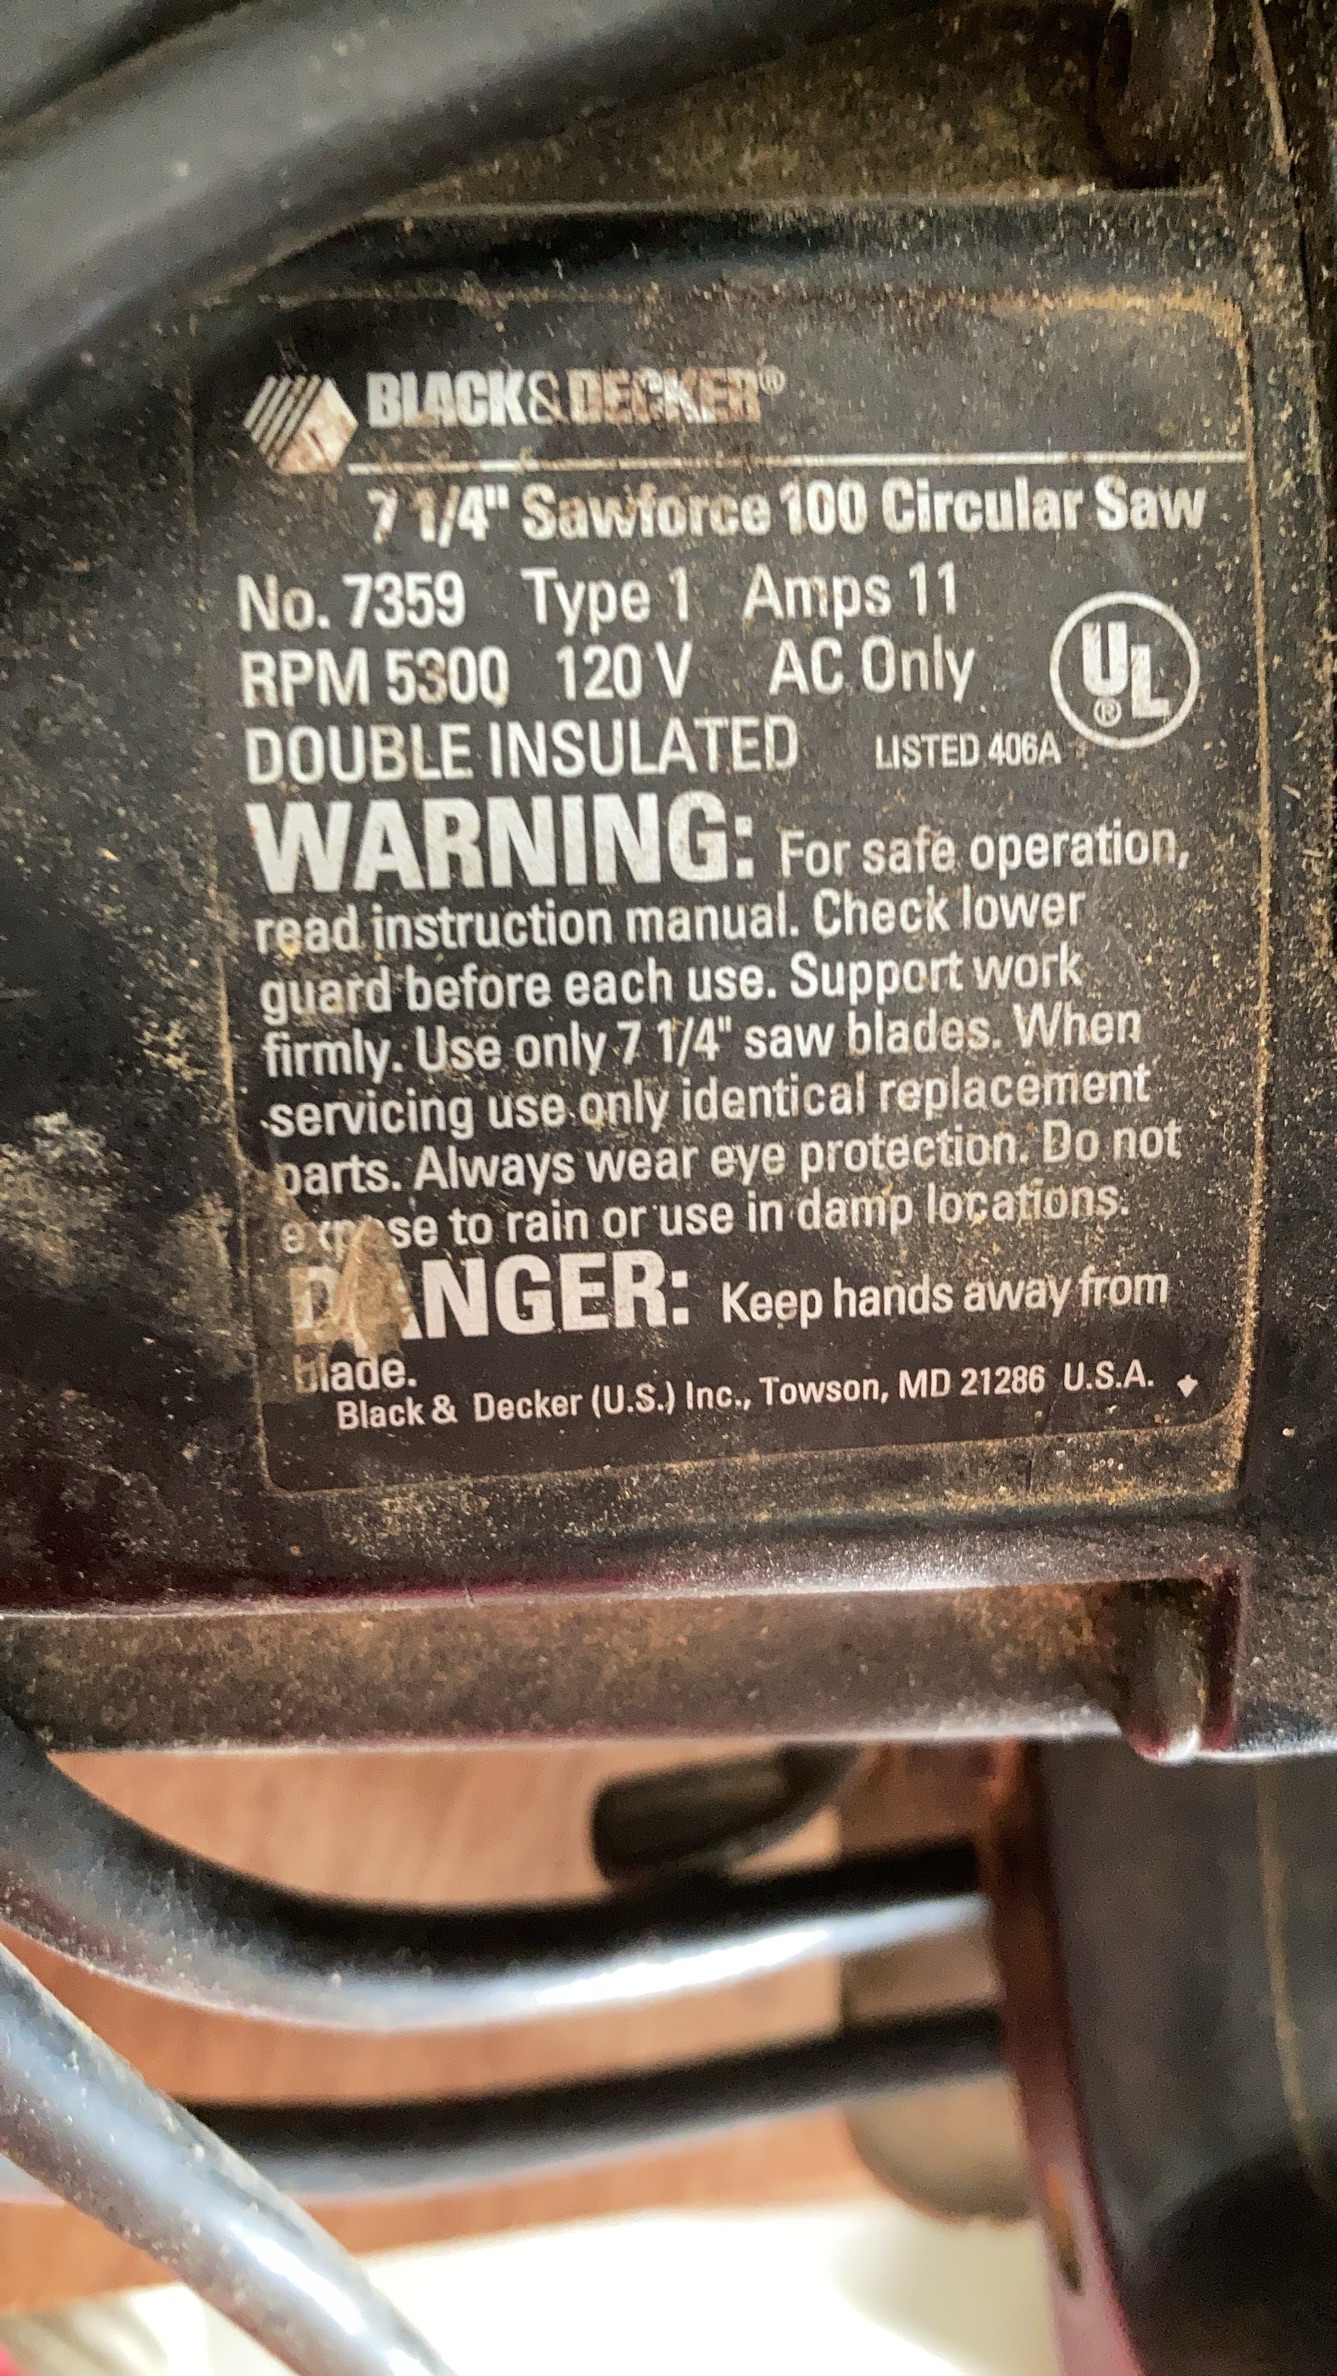 BLACK&DECKER®
7 1/4" Sawforce 100 Circular Saw
No. 7359 Type 1 Amps 11
RPM 5300 120 V AC Only
UL®
DOUBLE INSULATED LISTED 406A
WARNING: For safe operation,
read instruction manual. Check lower
guard before each use. Support work
firmly. Use only 7 1/4" saw blades. When
servicing use only identical replacement
parts. Always wear eye protection. Do not
expose to rain or use in damp locations.
DANGER: Keep hands away from
blade.
Black & Decker (U.S.) Inc., Towson, MD 21286 U.S.A.